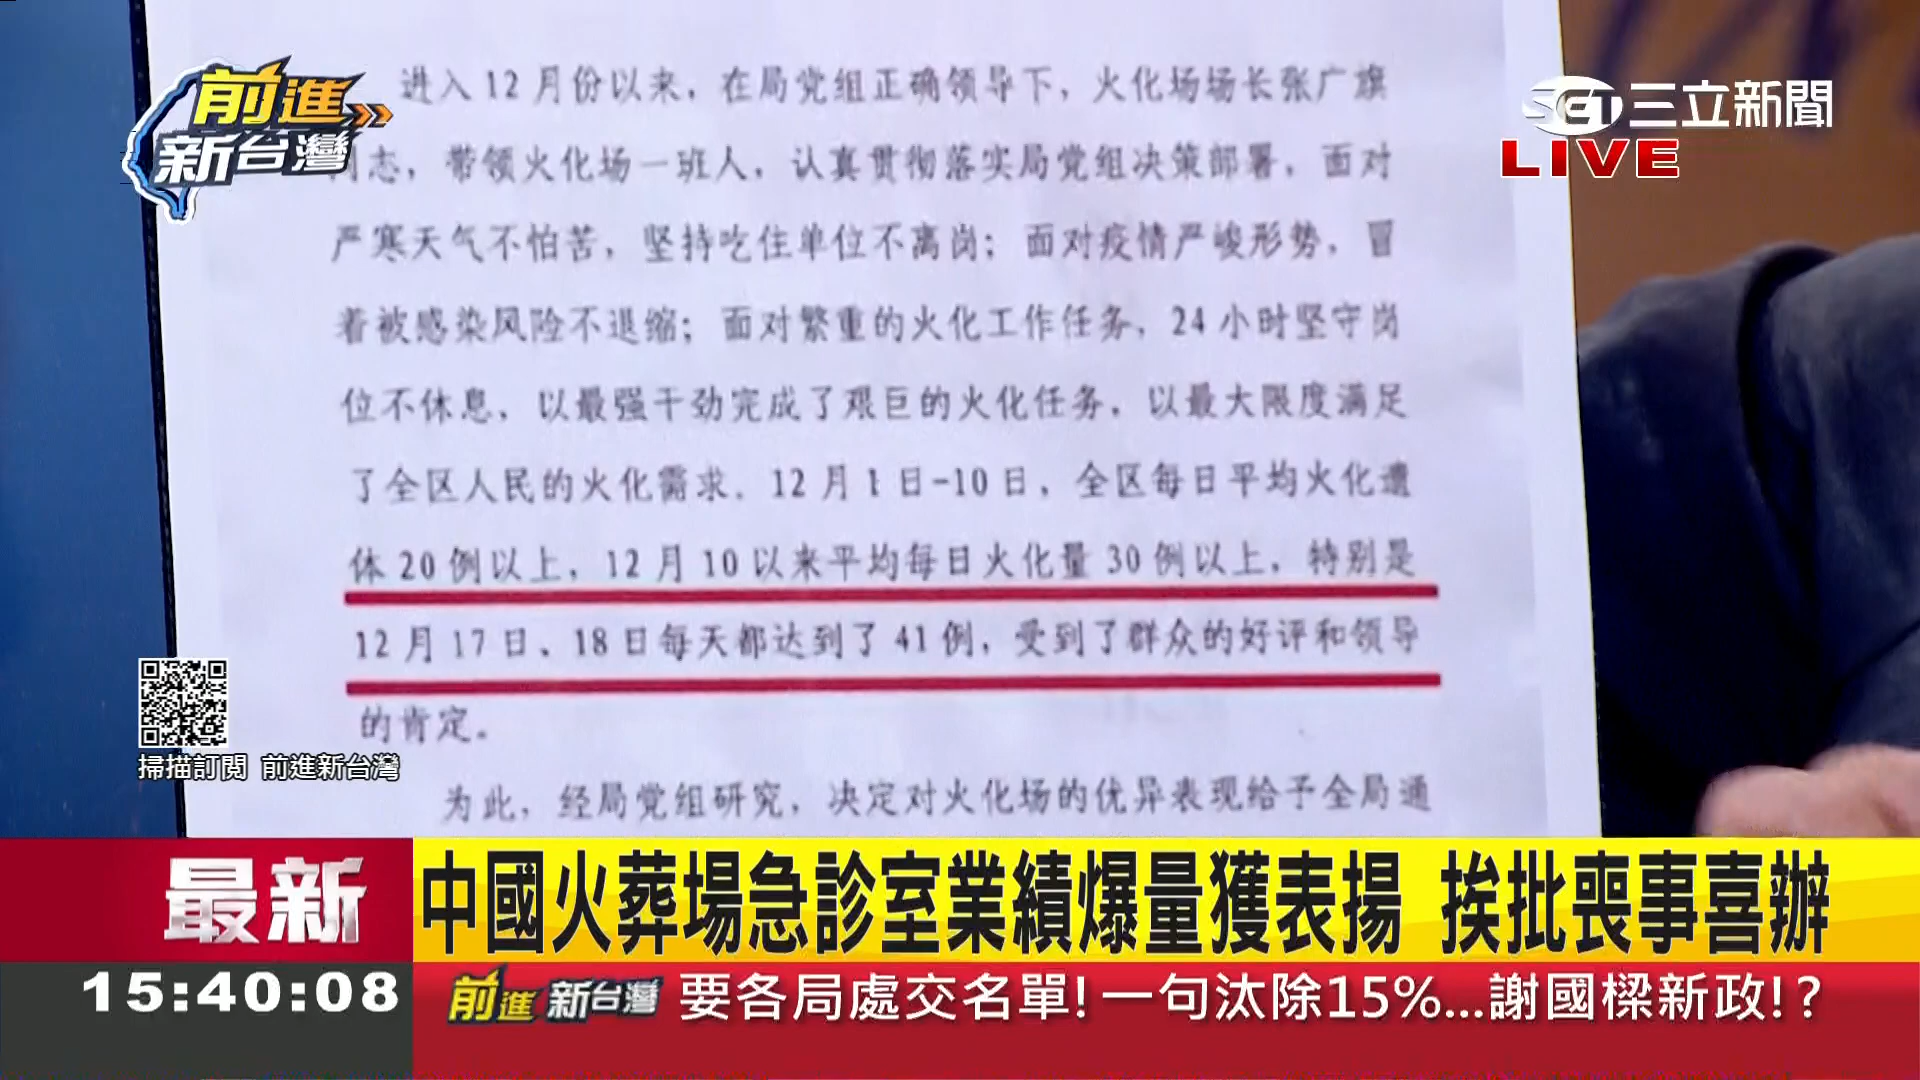 前進
新台灣
三立新聞
LIVE
进入12月份以来，在局党组正确领导下，火化场场长张广旗
同志，带领火化场一班人，认真贯彻落实局党组决策部署，面对
严寒天气不怕苦，坚持吃住单位不离岗；面对疫情严峻形势，冒
着被感染风险不退缩；面对繁重的火化工作任务，24小时坚守岗
位不休息，以最强干劲完成了艰巨的火化任务，以最大限度满足
了全区人民的火化需求．12月1日-10日，全区每日平均火化遗
体20例以上，12月10以来平均每日火化量30例以上，特别是
12月17日、18日每天都达到了41例，受到了群众的好评和领导
的肯定。
为此，经局党组研究，决定对火化场的优异表现给予全局通
掃描訂閱 前進新台灣
最新
中國火葬場急診室業績爆量獲表揚 挨批喪事喜辦
15:40:08
前進新台灣 要各局處交名單!一句汰除15%...謝國樑新政!?